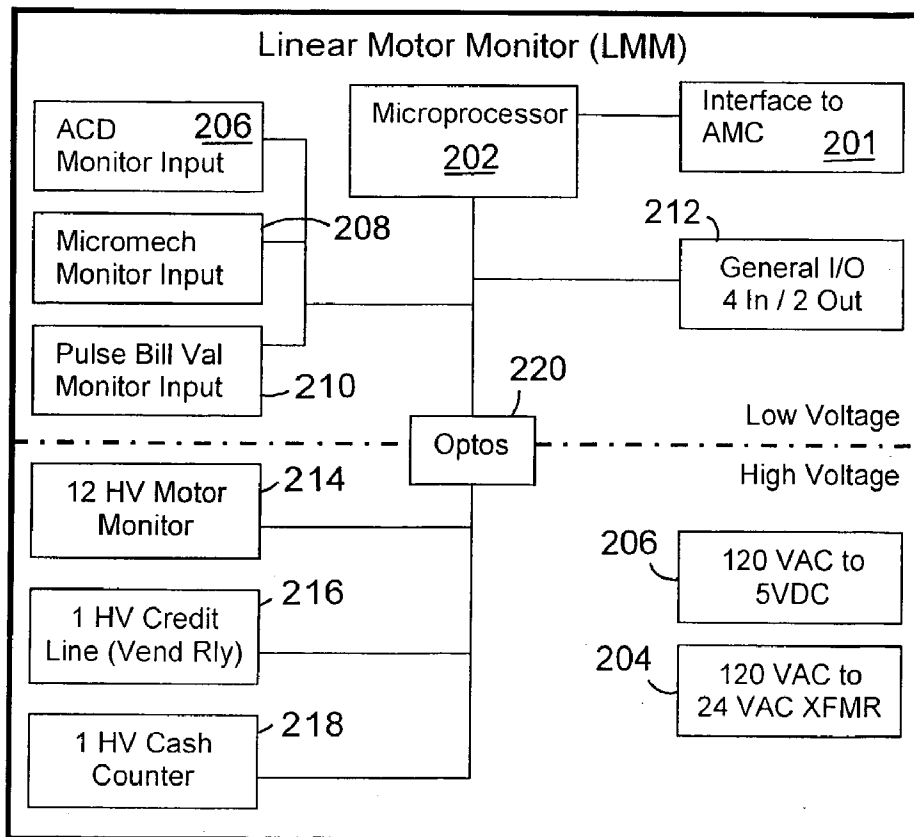 Linear Motor Monitor (LMM)
ACD 206
Monitor Input
Microprocessor
202
Interface to
AMC 201
Micromech
Monitor Input
208
212
General I/O
4 In / 2 Out
Pulse Bill Val
Monitor Input
210
220
Optos
Low Voltage
High Voltage
12 HV Motor
Monitor
214
206
120 VAC to
5VDC
1 HV Credit
Line (Vend Rly)
216
204
120 VAC to
24 VAC XFMR
1 HV Cash
Counter
218